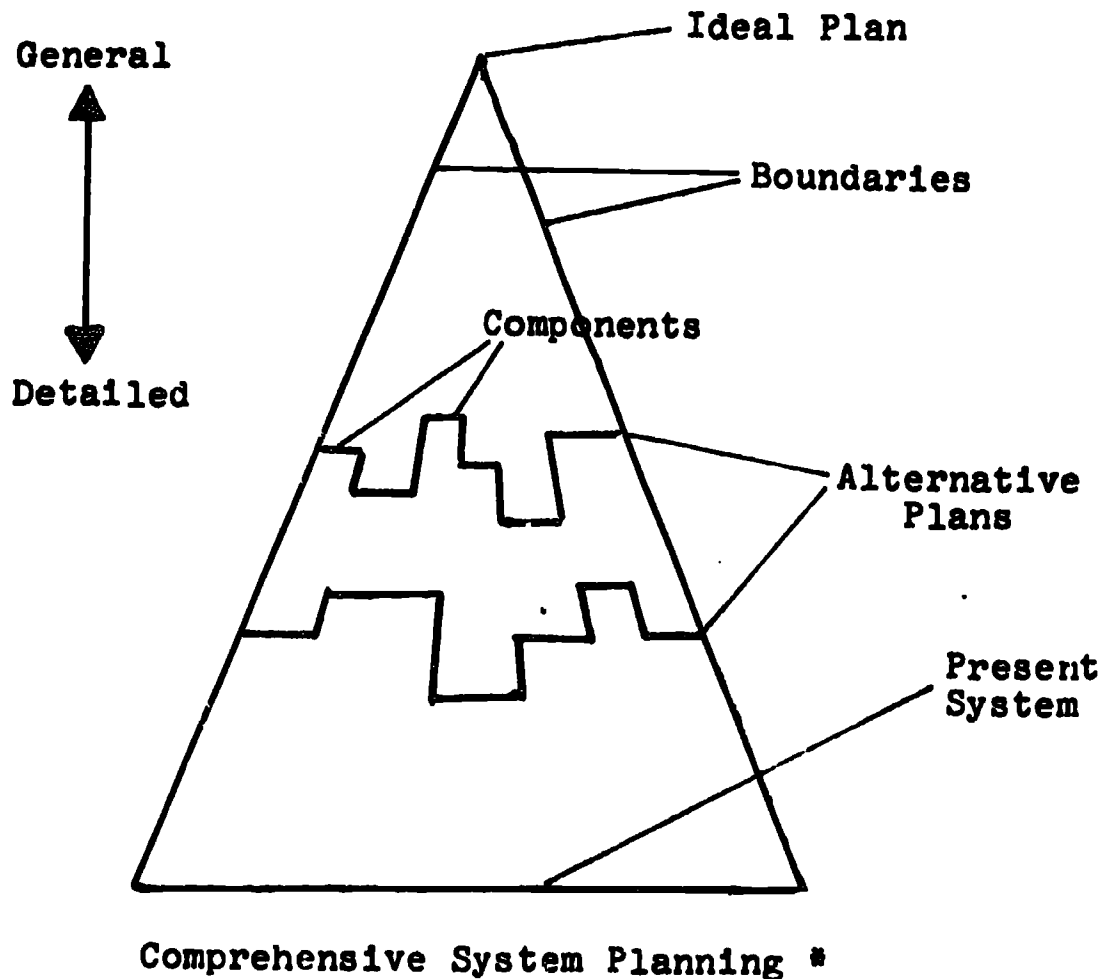 Ideal Plan
General
Boundaries
Components
Detailed
Alternative
Plans
Present
System
Comprehensive System Planning *